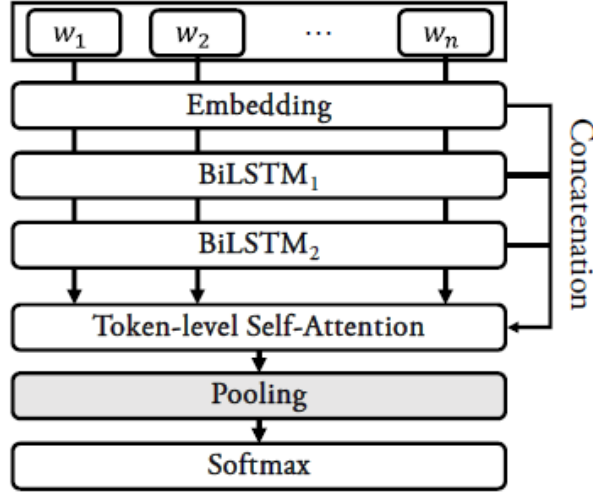 w₁ w₂ ⋯ wₙ
Embedding
BiLSTM₁
BiLSTM₂
Token-level Self-Attention
Pooling
Softmax
Concatenation